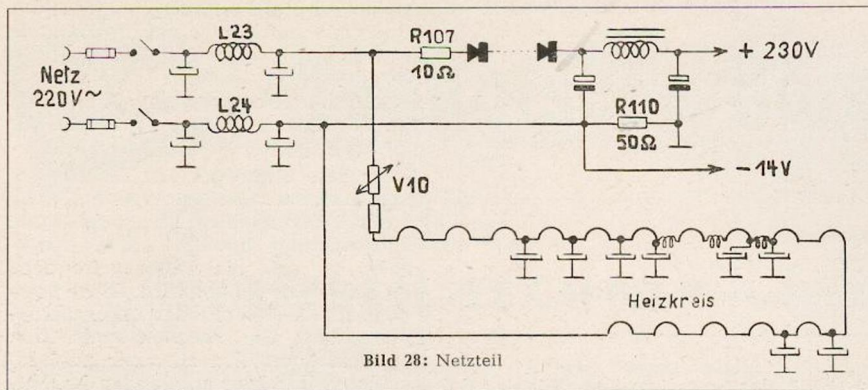 L23
R107
10Ω
+ 230V
Netz
220V~
L24
R110
50Ω
- 14V
V10
Heizkreis
Bild 28: Netzteil